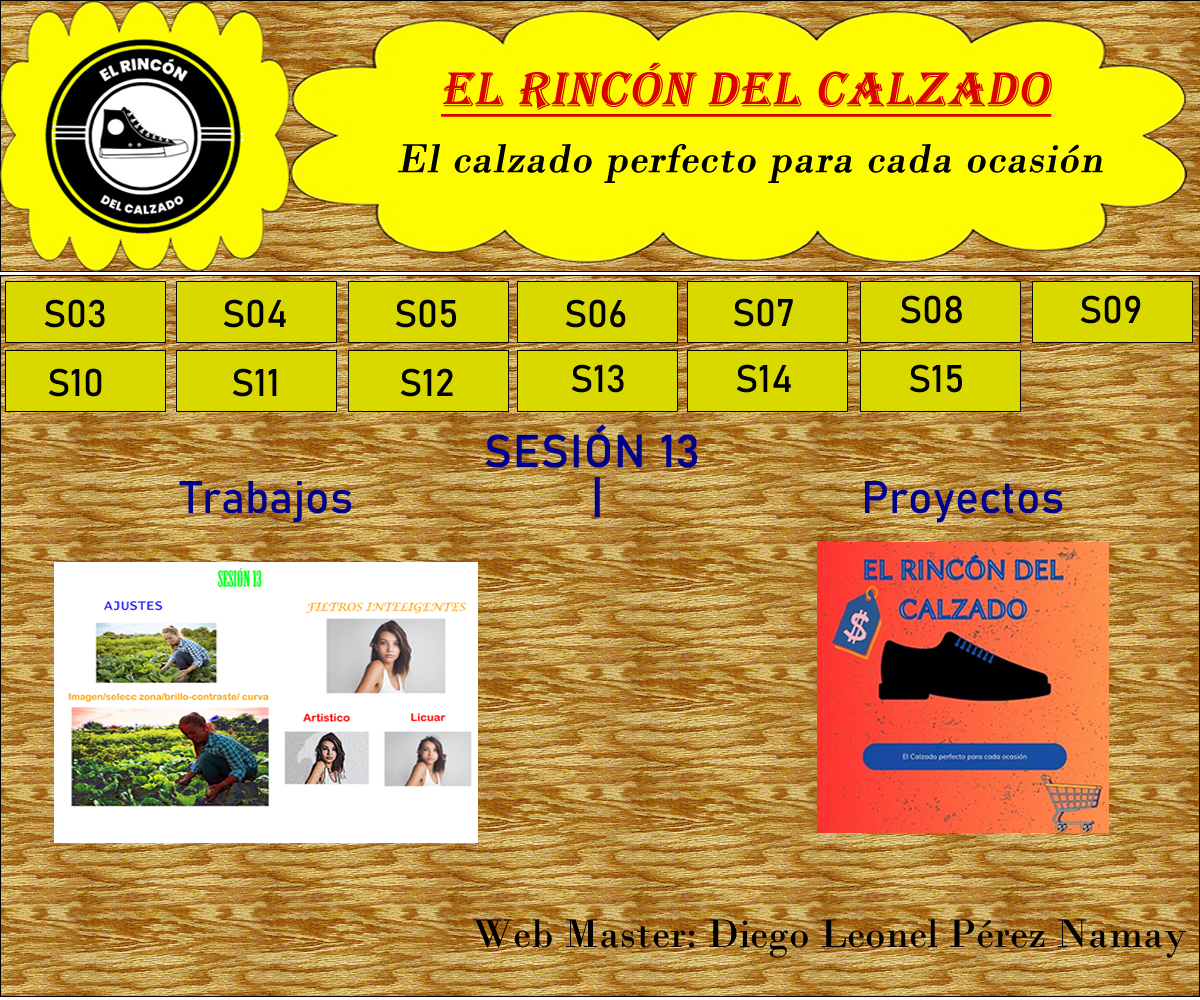 EL RINCÓN
DEL CALZADO
EL RINCÓN DEL CALZADO
El calzado perfecto para cada ocasión
S03 S04 S05 S06 S07 S08 S09
S10 S11 S12 S13 S14 S15
SESIÓN 13
Trabajos | Proyectos
SESIÓN 13
AJUSTES
FILTROS INTELIGENTES
Imagen/selecc zona/brillo-contraste/ curva
Artistico
Licuar
EL RINCÓN DEL
CALZADO
$
El Calzado perfecto para cada ocasión
Web Master: Diego Leonel Pérez Namay